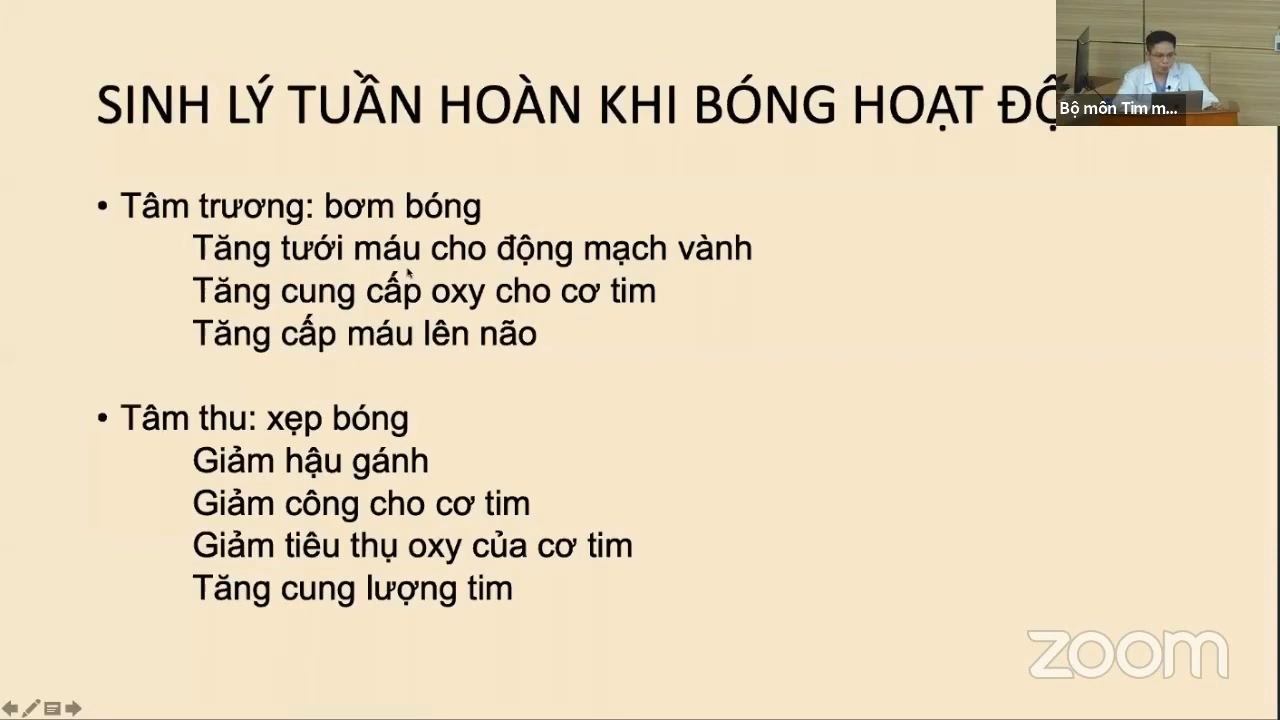 SINH LÝ TUẦN HOÀN KHI BÓNG HOẠT
Bộ môn Tim m...
• Tâm trương: bơm bóng
Tăng tưới máu cho động mạch vành
Tăng cung cấp oxy cho cơ tim
Tăng cấp máu lên não
• Tâm thu: xẹp bóng
Giảm hậu gánh
Giảm công cho cơ tim
Giảm tiêu thụ oxy của cơ tim
Tăng cung lượng tim
zoom